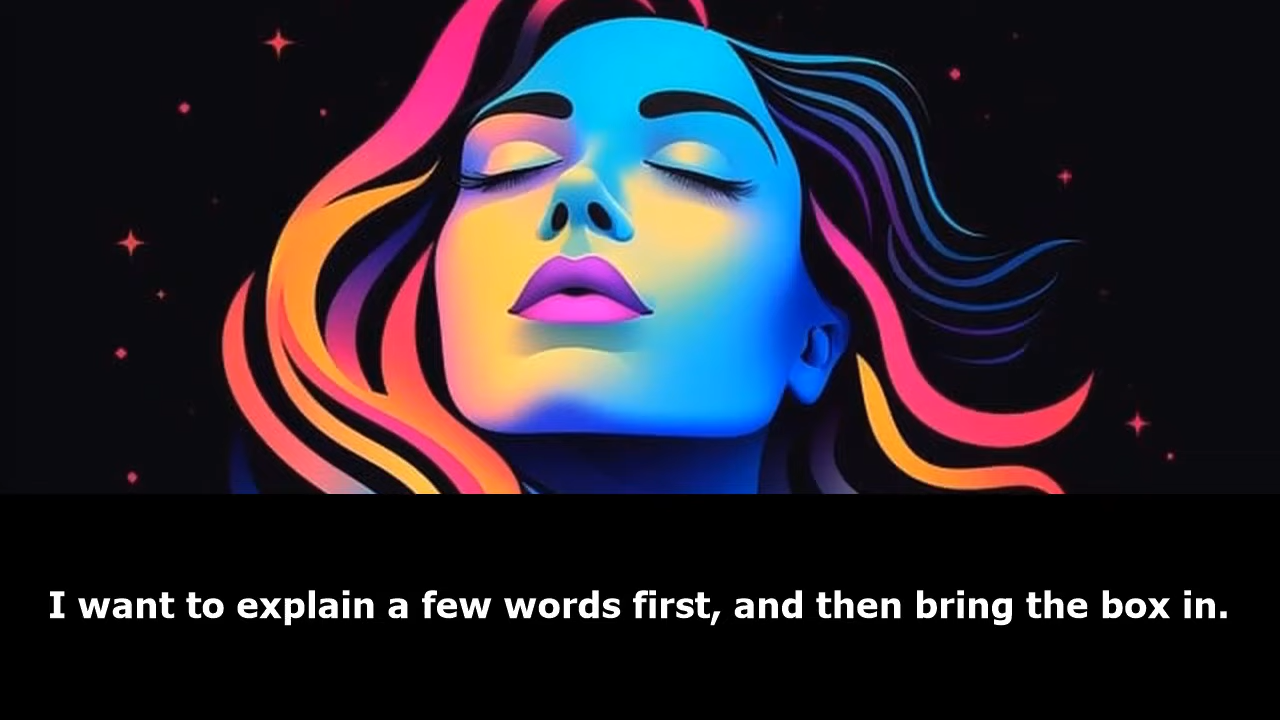 I want to explain a few words first, and then bring the box in.